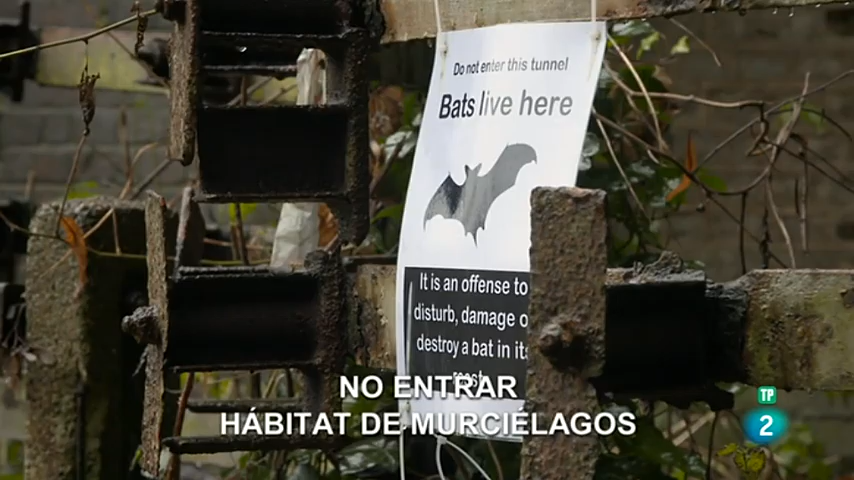 Do not enter this tunnel
Bats live here
It is an offense to
disturb, damage o
destroy a bat in its
NO ENTRAR
HÁBITAT DE MURCIÉLAGOS
TP
2